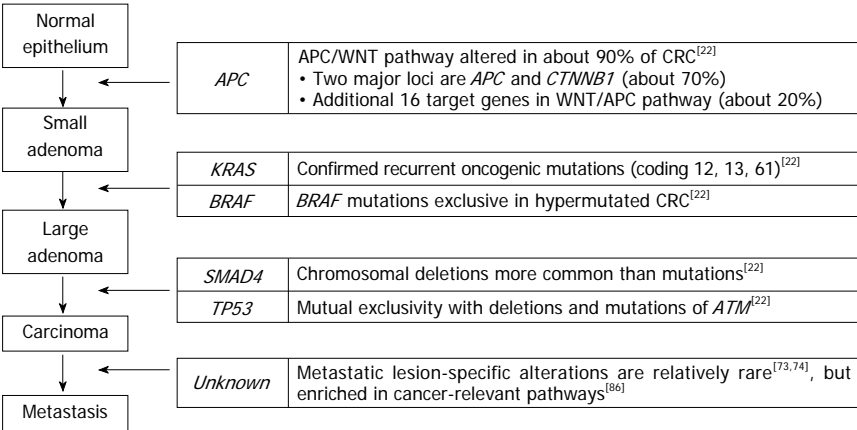 Normal
epithelium
APC
APC/WNT pathway altered in about 90% of CRC[22]
• Two major loci are APC and CTNNB1 (about 70%)
• Additional 16 target genes in WNT/APC pathway (about 20%)
Small
adenoma
KRAS
Confirmed recurrent oncogenic mutations (coding 12, 13, 61)[22]
BRAF
BRAF mutations exclusive in hypermutated CRC[22]
Large
adenoma
SMAD4
Chromosomal deletions more common than mutations[22]
TP53
Mutual exclusivity with deletions and mutations of ATM[22]
Carcinoma
Unknown
Metastatic lesion-specific alterations are relatively rare[73,74], but
enriched in cancer-relevant pathways[86]
Metastasis